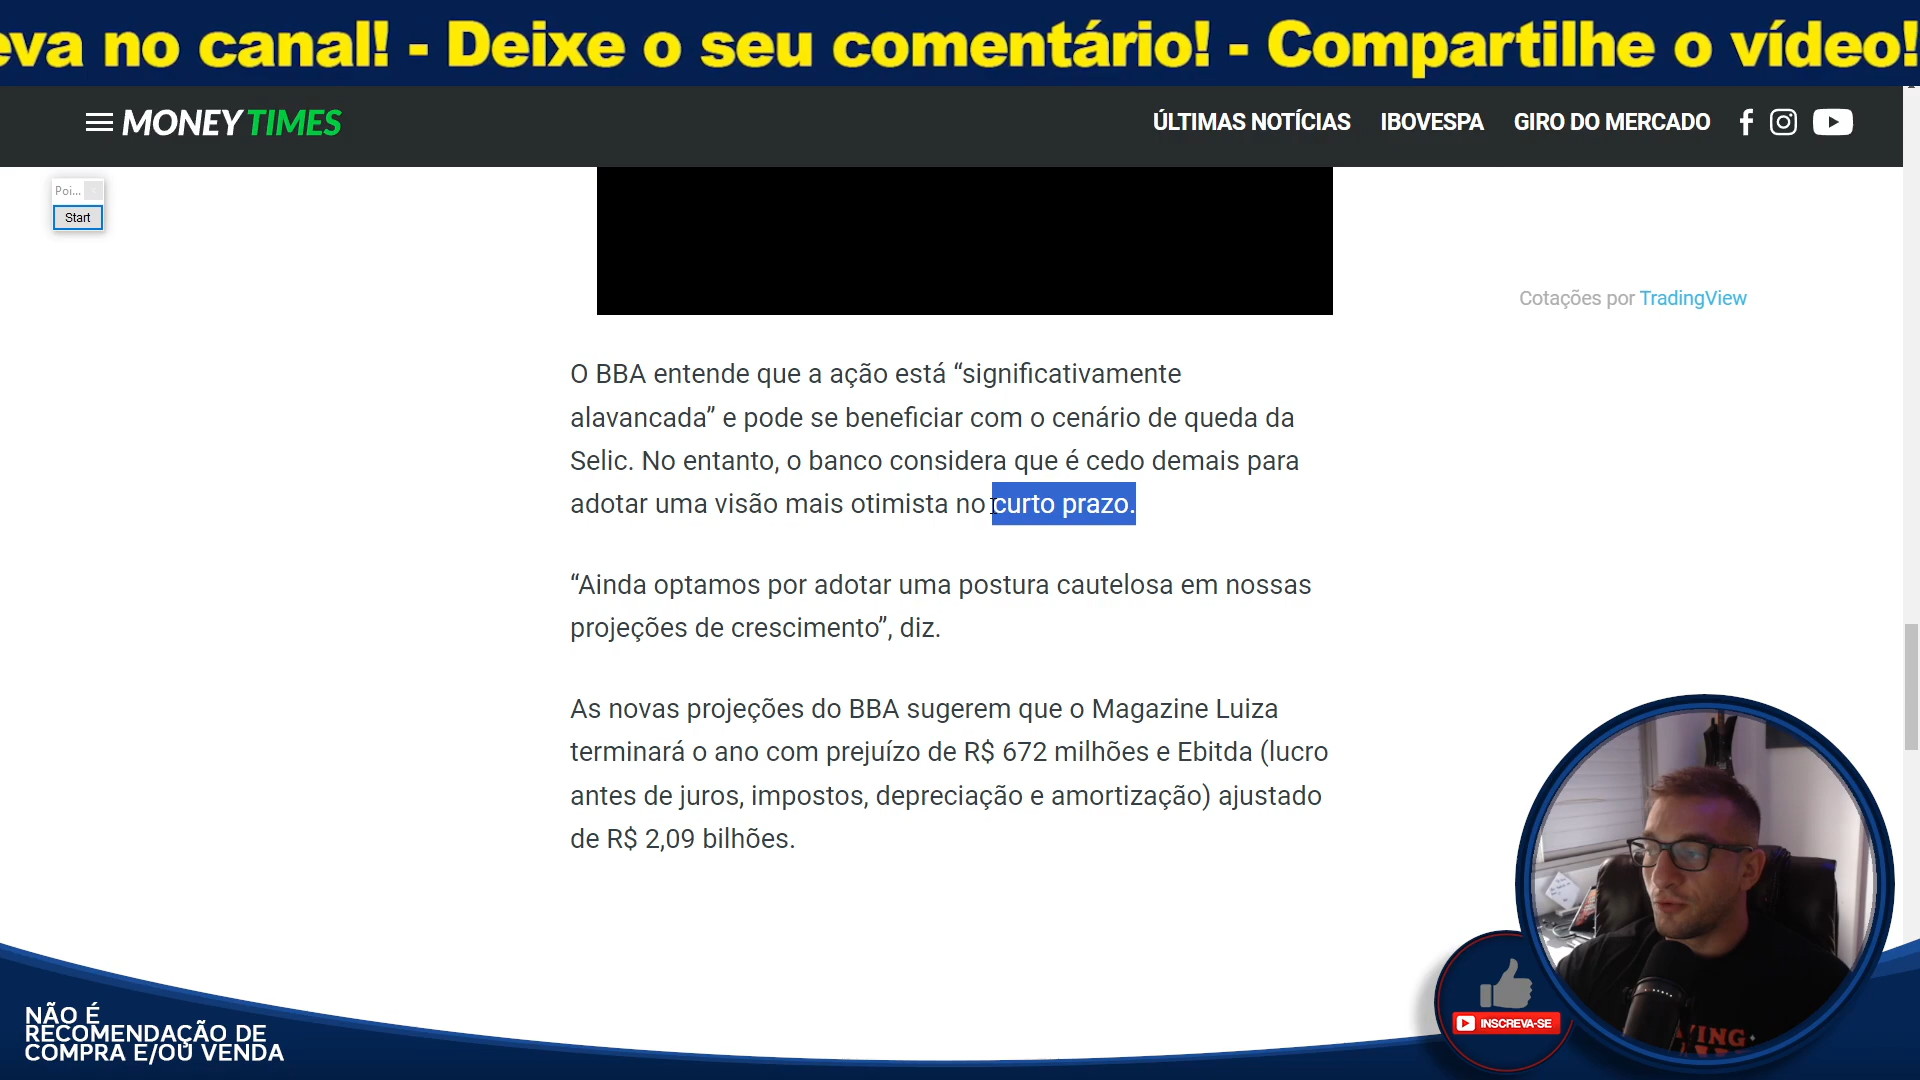 eva no canal! - Deixe o seu comentário! - Compartilhe o vídeo!
MONEY TIMES
ÚLTIMAS NOTÍCIAS IBOVESPA GIRO DO MERCADO
Poi... x
Start
Cotações por TradingView
O BBA entende que a ação está “significativamente
alavancada” e pode se beneficiar com o cenário de queda da
Selic. No entanto, o banco considera que é cedo demais para
adotar uma visão mais otimista no curto prazo.
“Ainda optamos por adotar uma postura cautelosa em nossas
projeções de crescimento”, diz.
As novas projeções do BBA sugerem que o Magazine Luiza
terminará o ano com prejuízo de R$ 672 milhões e Ebitda (lucro
antes de juros, impostos, depreciação e amortização) ajustado
de R$ 2,09 bilhões.
NÃO É
RECOMENDAÇÃO DE
COMPRA E/OU VENDA
INSCREVA-SE